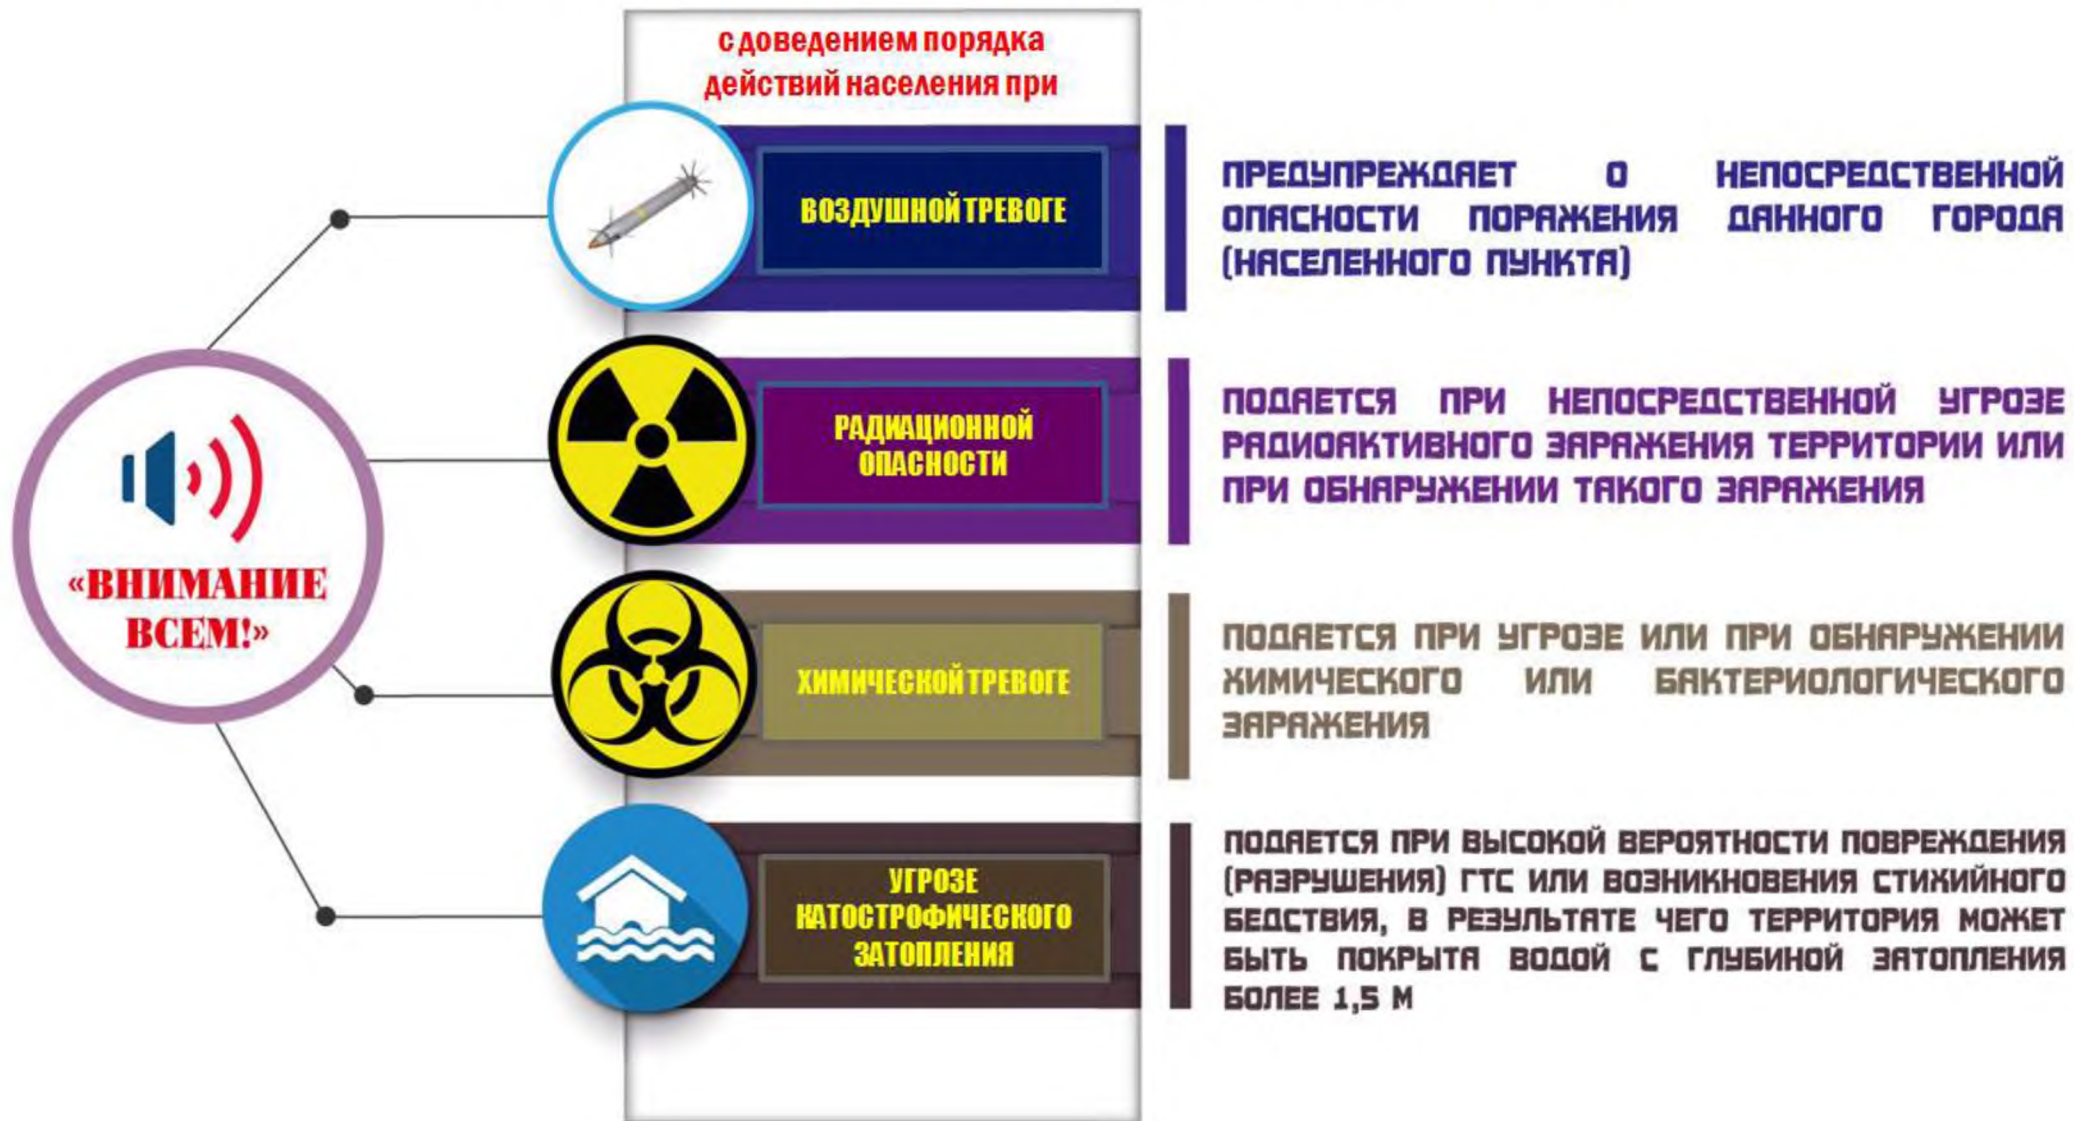 с доведением порядка
действий населения при
«ВНИМАНИЕ
ВСЕМ!»
ВОЗДУШНОЙ ТРЕВОГЕ
ПРЕДУПРЕЖДАЕТ О НЕПОСРЕДСТВЕННОЙ
ОПАСНОСТИ ПОРАЖЕНИЯ ДАННОГО ГОРОДА
(НАСЕЛЕННОГО ПУНКТА)
РАДИАЦИОННОЙ
ОПАСНОСТИ
ПОДАЕТСЯ ПРИ НЕПОСРЕДСТВЕННОЙ УГРОЗЕ
РАДИОАКТИВНОГО ЗАРАЖЕНИЯ ТЕРРИТОРИИ ИЛИ
ПРИ ОБНАРУЖЕНИИ ТАКОГО ЗАРАЖЕНИЯ
ХИМИЧЕСКОЙ ТРЕВОГЕ
ПОДАЕТСЯ ПРИ УГРОЗЕ ИЛИ ПРИ ОБНАРУЖЕНИИ
ХИМИЧЕСКОГО ИЛИ БАКТЕРИОЛОГИЧЕСКОГО
ЗАРАЖЕНИЯ
УГРОЗЕ
КАТОСТРОФИЧЕСКОГО
ЗАТОПЛЕНИЯ
ПОДАЕТСЯ ПРИ ВЫСОКОЙ ВЕРОЯТНОСТИ ПОВРЕЖДЕНИЯ
(РАЗРУШЕНИЯ) ГТС ИЛИ ВОЗНИКНОВЕНИЯ СТИХИЙНОГО
БЕДСТВИЯ, В РЕЗУЛЬТАТЕ ЧЕГО ТЕРРИТОРИЯ МОЖЕТ
БЫТЬ ПОКРЫТА ВОДОЙ С ГЛУБИНОЙ ЗАТОПЛЕНИЯ
БОЛЕЕ 1,5 М